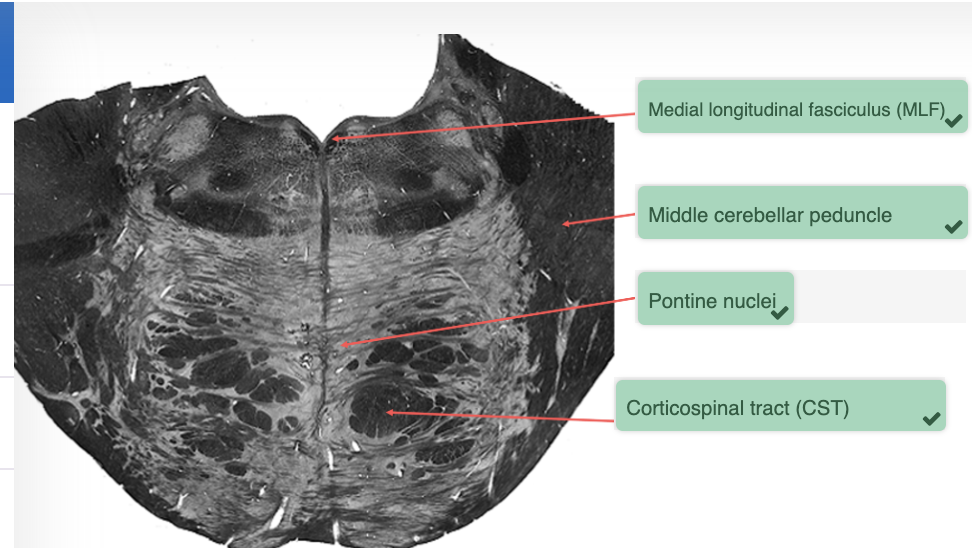 Medial longitudinal fasciculus (MLF)
Middle cerebellar peduncle
Pontine nuclei
Corticospinal tract (CST)